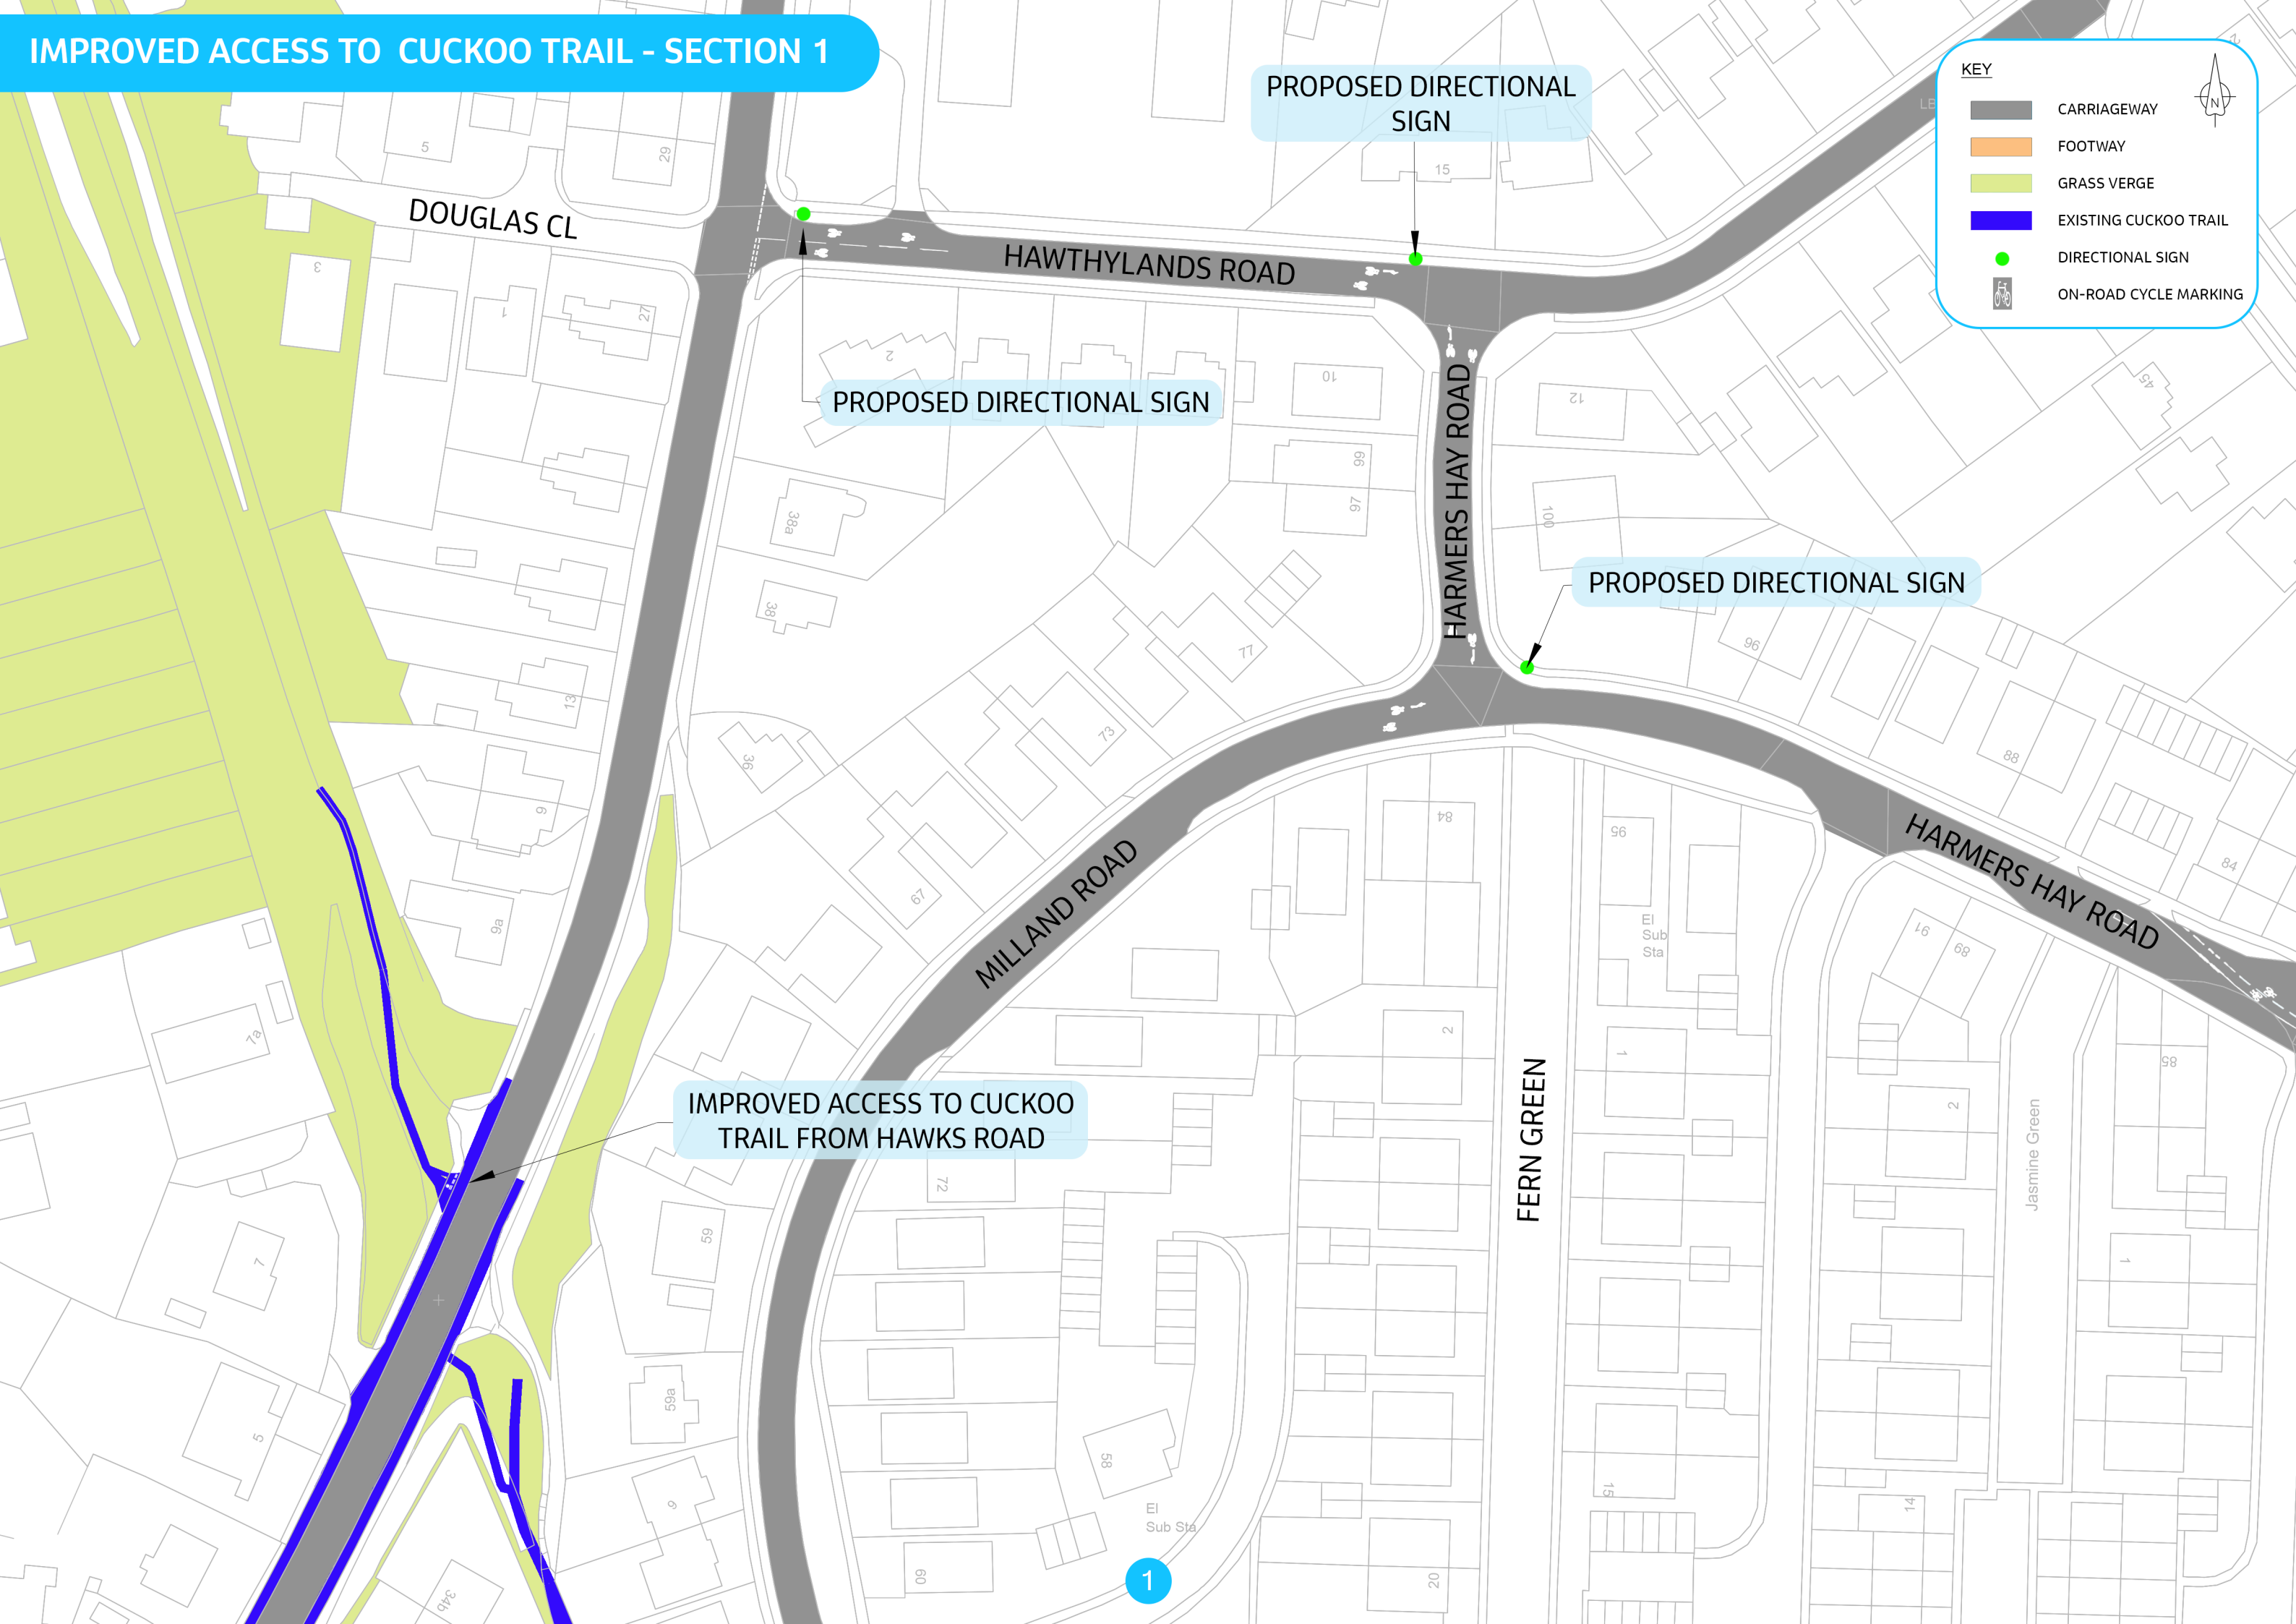 IMPROVED ACCESS TO CUCKOO TRAIL - SECTION 1
PROPOSED DIRECTIONAL
SIGN
KEY
N
CARRIAGEWAY
FOOTWAY
GRASS VERGE
EXISTING CUCKOO TRAIL
DIRECTIONAL SIGN
ON-ROAD CYCLE MARKING
5
29
15
DOUGLAS CL
HAWTHYLANDS ROAD
3
1
27
2
10
12
45
PROPOSED DIRECTIONAL SIGN
HARMERS HAY ROAD
99
97
100
38a
38
PROPOSED DIRECTIONAL SIGN
96
77
13
73
36
88
9
84
95
67
MILLAND ROAD
HARMERS HAY ROAD
84
9a
El
Sub
Sta
91
89
7a
2
1
85
IMPROVED ACCESS TO CUCKOO
TRAIL FROM HAWKS ROAD
FERN GREEN
2
Jasmine Green
72
59
7
1
59a
5
58
15
14
9
El
Sub Sta
60
20
34b
1